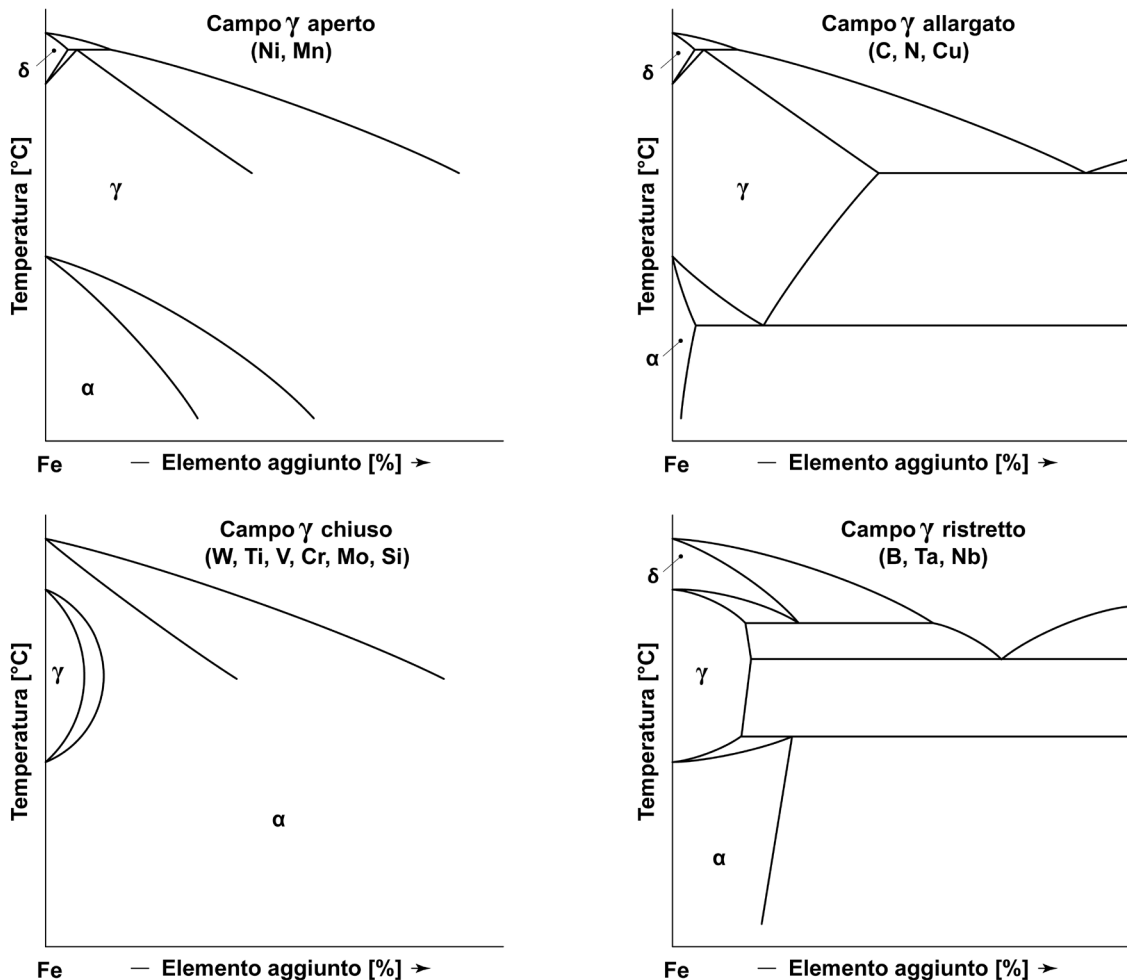 Campo γ aperto
(Ni, Mn)
δ
γ
α
Temperatura [°C]
Fe
— Elemento aggiunto [%] →
Campo γ allargato
(C, N, Cu)
δ
γ
α
Temperatura [°C]
Fe
— Elemento aggiunto [%] →
Campo γ chiuso
(W, Ti, V, Cr, Mo, Si)
γ
α
Temperatura [°C]
Fe
— Elemento aggiunto [%] →
Campo γ ristretto
(B, Ta, Nb)
δ
γ
α
Temperatura [°C]
Fe
— Elemento aggiunto [%] →